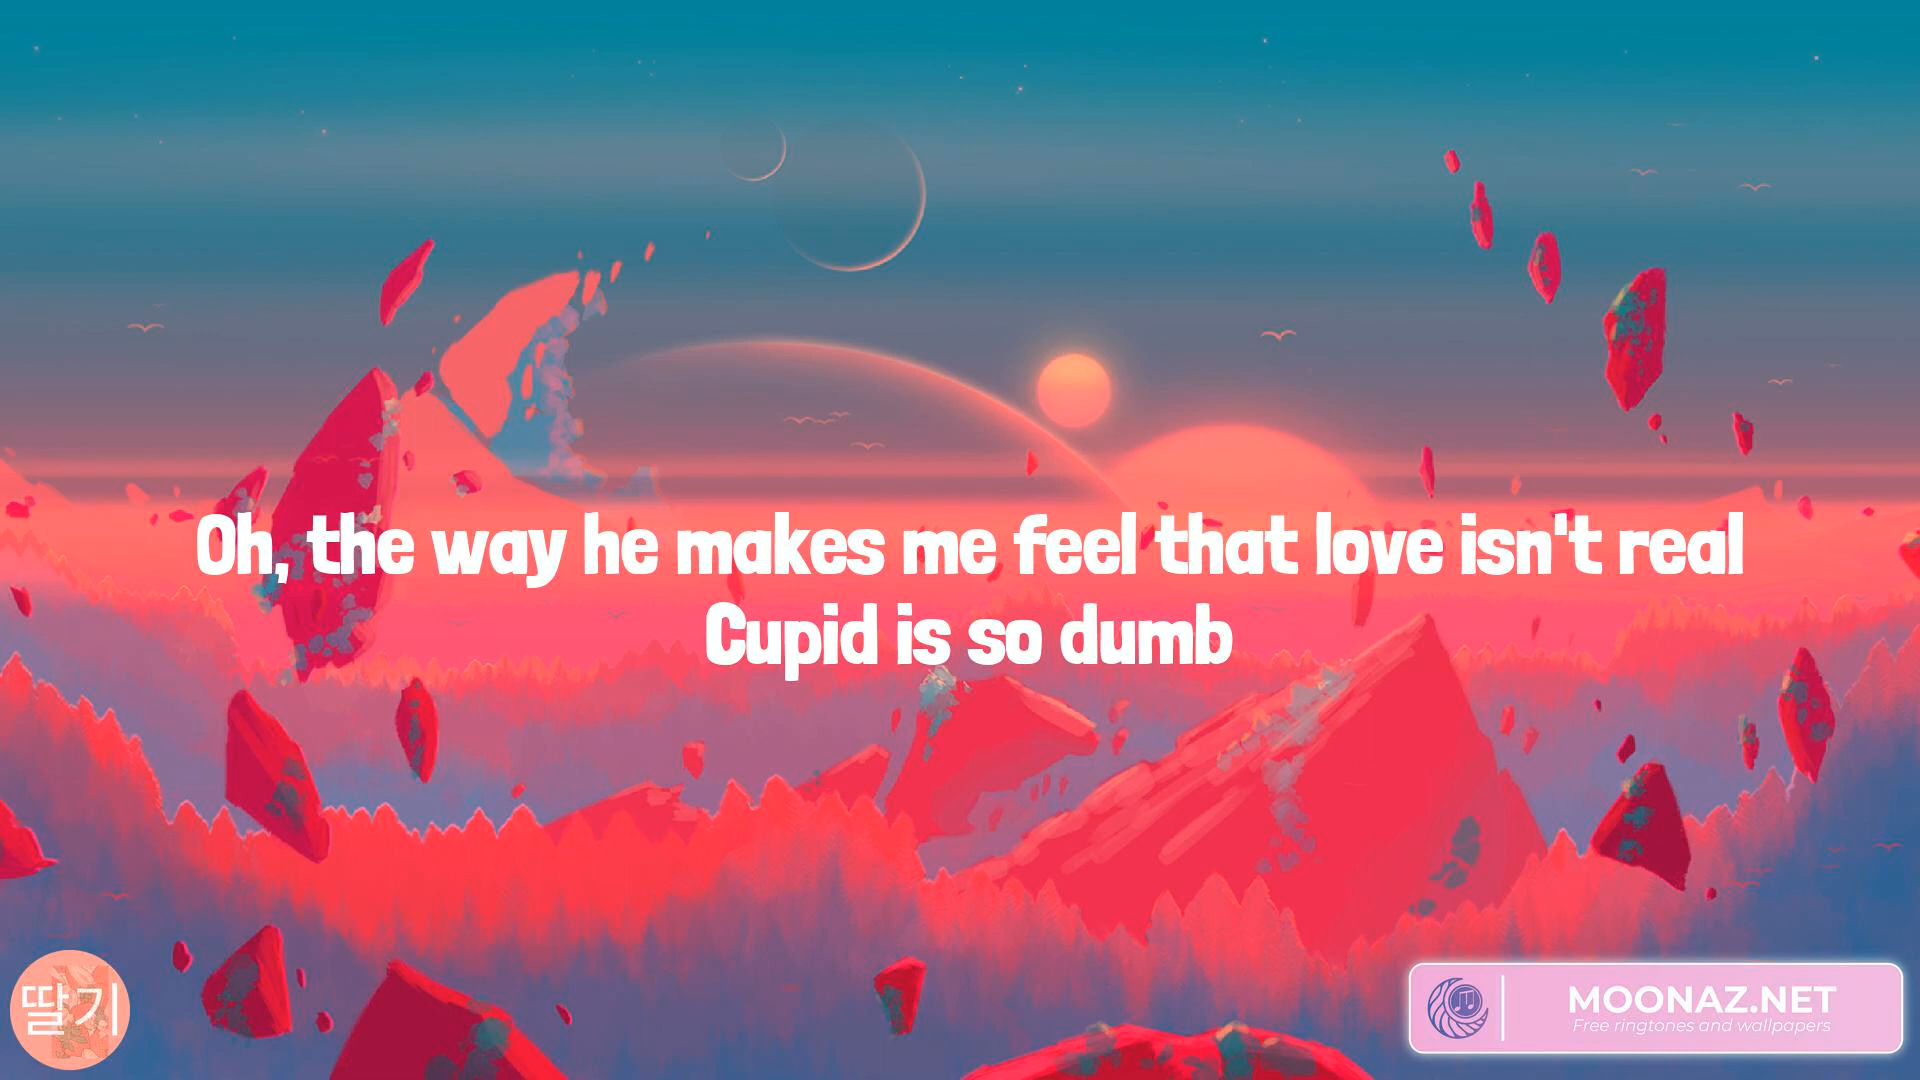 Oh, the way he makes me feel that love isn't real
Cupid is so dumb
딸기
MOONAZ.NET
Free ringtones and wallpapers